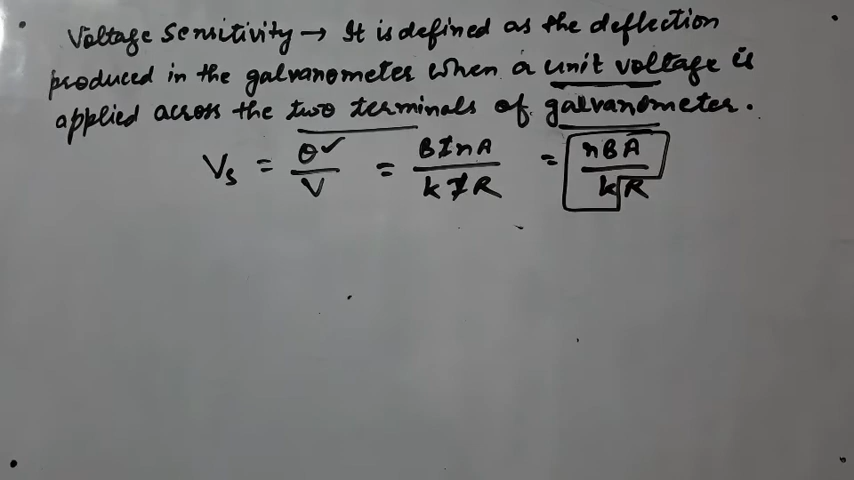 Voltage Sensitivity → It is defined as the deflection
produced in the galvanometer when a unit voltage is
applied across the two terminals of galvanometer.
Vs = θ/V = BInA/kIR = nBA/kR